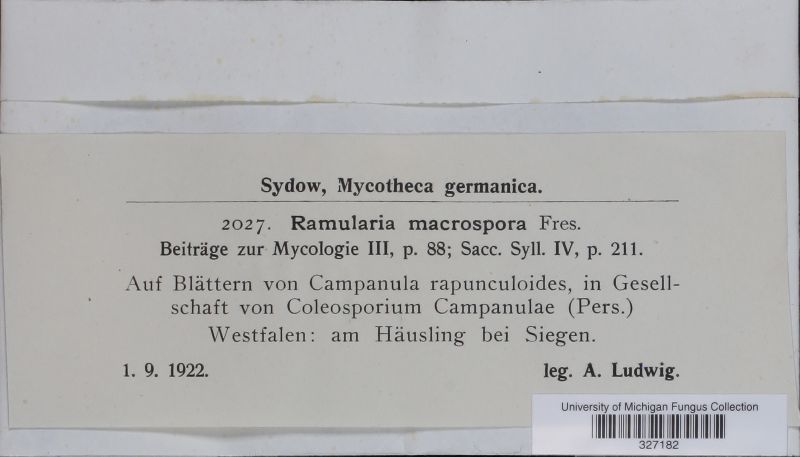 Sydow, Mycotheca germanica.
2027. Ramularia macrospora Fres.
Beiträge zur Mycologie III, p. 88; Sacc. Syll. IV, p. 211.
Auf Blättern von Campanula rapunculoides, in Gesell-
schaft von Coleosporium Campanulae (Pers.)
Westfalen: am Häusling bei Siegen.
1. 9. 1922. leg. A. Ludwig.
University of Michigan Fungus Collection
327182